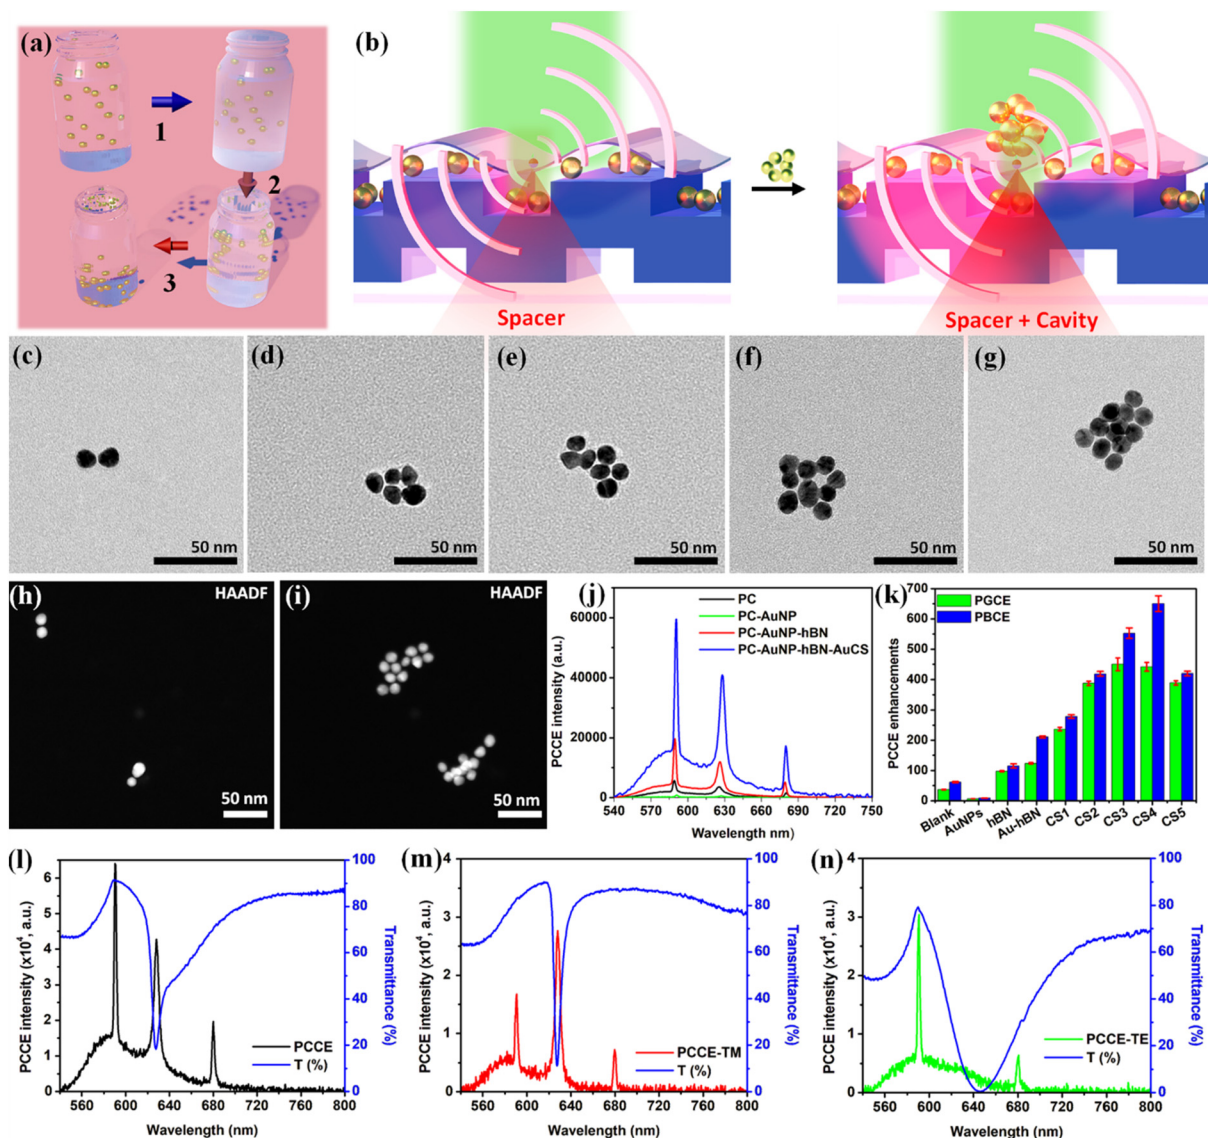 (a)
1
2
3
(b)
Spacer
Spacer + Cavity
(c)
50 nm
(d)
50 nm
(e)
50 nm
(f)
50 nm
(g)
50 nm
(h)
HAADF
50 nm
(i)
HAADF
50 nm
(j)
PC
PC-AuNP
PC-AuNP-hBN
PC-AuNP-hBN-AuCS
PCCE intensity (a.u.)
60000
40000
20000
0
540 570 600 630 660 690 720 750
Wavelength nm)
(k)
PGCE
PBCE
PCCE enhancements
700
600
500
400
300
200
100
0
Blank
AuNPs
hBN
Au-hBN
CS1
CS2
CS3
CS4
CS5
(l)
PCCE intensity (x10⁴, a.u.)
6
5
4
3
2
1
0
PCCE
T (%)
100
80
60
40
20
0
Transmittance (%)
560 600 640 680 720 760 800
Wavelength (nm)
(m)
PCCE intensity (x10⁴, a.u.)
4
3
2
1
0
PCCE-TM
T (%)
100
80
60
40
20
0
Transmittance (%)
560 600 640 680 720 760 800
Wavelength (nm)
(n)
PCCE intensity (x10⁴, a.u.)
4
3
2
1
0
PCCE-TE
T (%)
100
80
60
40
20
0
Transmittance (%)
560 600 640 680 720 760 800
Wavelength (nm)